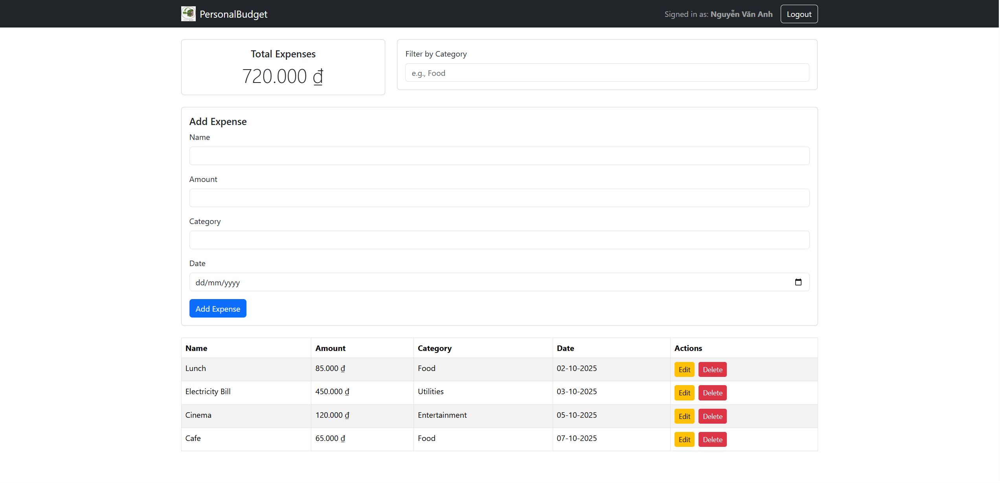 PersonalBudget
Signed in as: Nguyễn Văn Anh
Logout
Total Expenses
720.000 ₫
Filter by Category
e.g., Food
Add Expense
Name
Amount
Category
Date
dd/mm/yyyy
Add Expense
Name Amount Category Date Actions
Lunch 85.000 ₫ Food 02-10-2025 Edit Delete
Electricity Bill 450.000 ₫ Utilities 03-10-2025 Edit Delete
Cinema 120.000 ₫ Entertainment 05-10-2025 Edit Delete
Cafe 65.000 ₫ Food 07-10-2025 Edit Delete